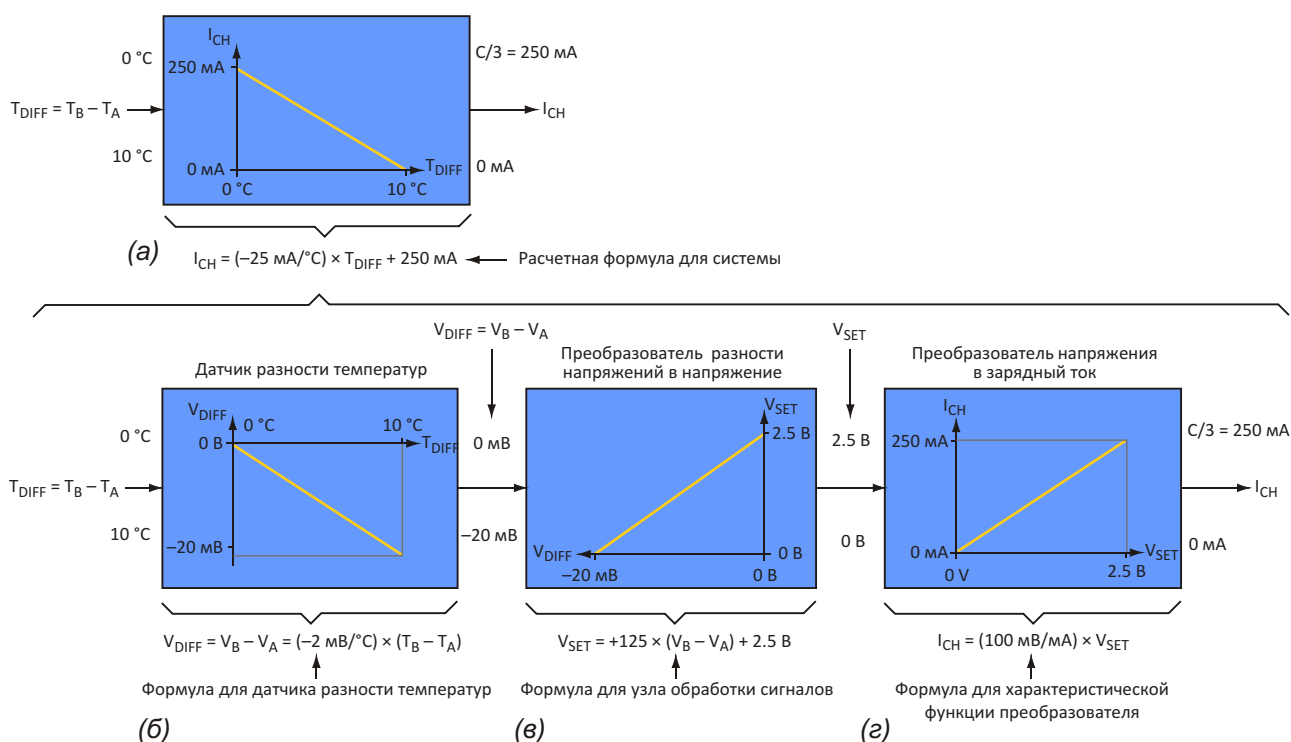 I_CH
0 °C
250 мА
C/3 = 250 мА
T_DIFF = T_B – T_A
I_CH
10 °C
0 мА
T_DIFF
0 мА
0 °C
10 °C
(а)
I_CH = (–25 мА/°C) × T_DIFF + 250 мА
Расчетная формула для системы
V_DIFF = V_B – V_A
V_SET
Датчик разности температур
Преобразователь разности
напряжений в напряжение
Преобразователь напряжения
в зарядный ток
V_DIFF
0 °C
10 °C
0 °C
0 В
T_DIFF
0 мВ
T_DIFF = T_B – T_A
10 °C
–20 мВ
–20 мВ
V_SET
2.5 В
2.5 В
V_DIFF
0 В
0 В
–20 мВ
0 В
I_CH
250 мА
C/3 = 250 мА
I_CH
0 мА
V_SET
0 мА
0 V
2.5 В
V_DIFF = V_B – V_A = (–2 мВ/°C) × (T_B – T_A)
V_SET = +125 × (V_B – V_A) + 2.5 В
I_CH = (100 мВ/мА) × V_SET
Формула для датчика разности температур
Формула для узла обработки сигналов
Формула для характеристической
функции преобразователя
(б)
(в)
(г)